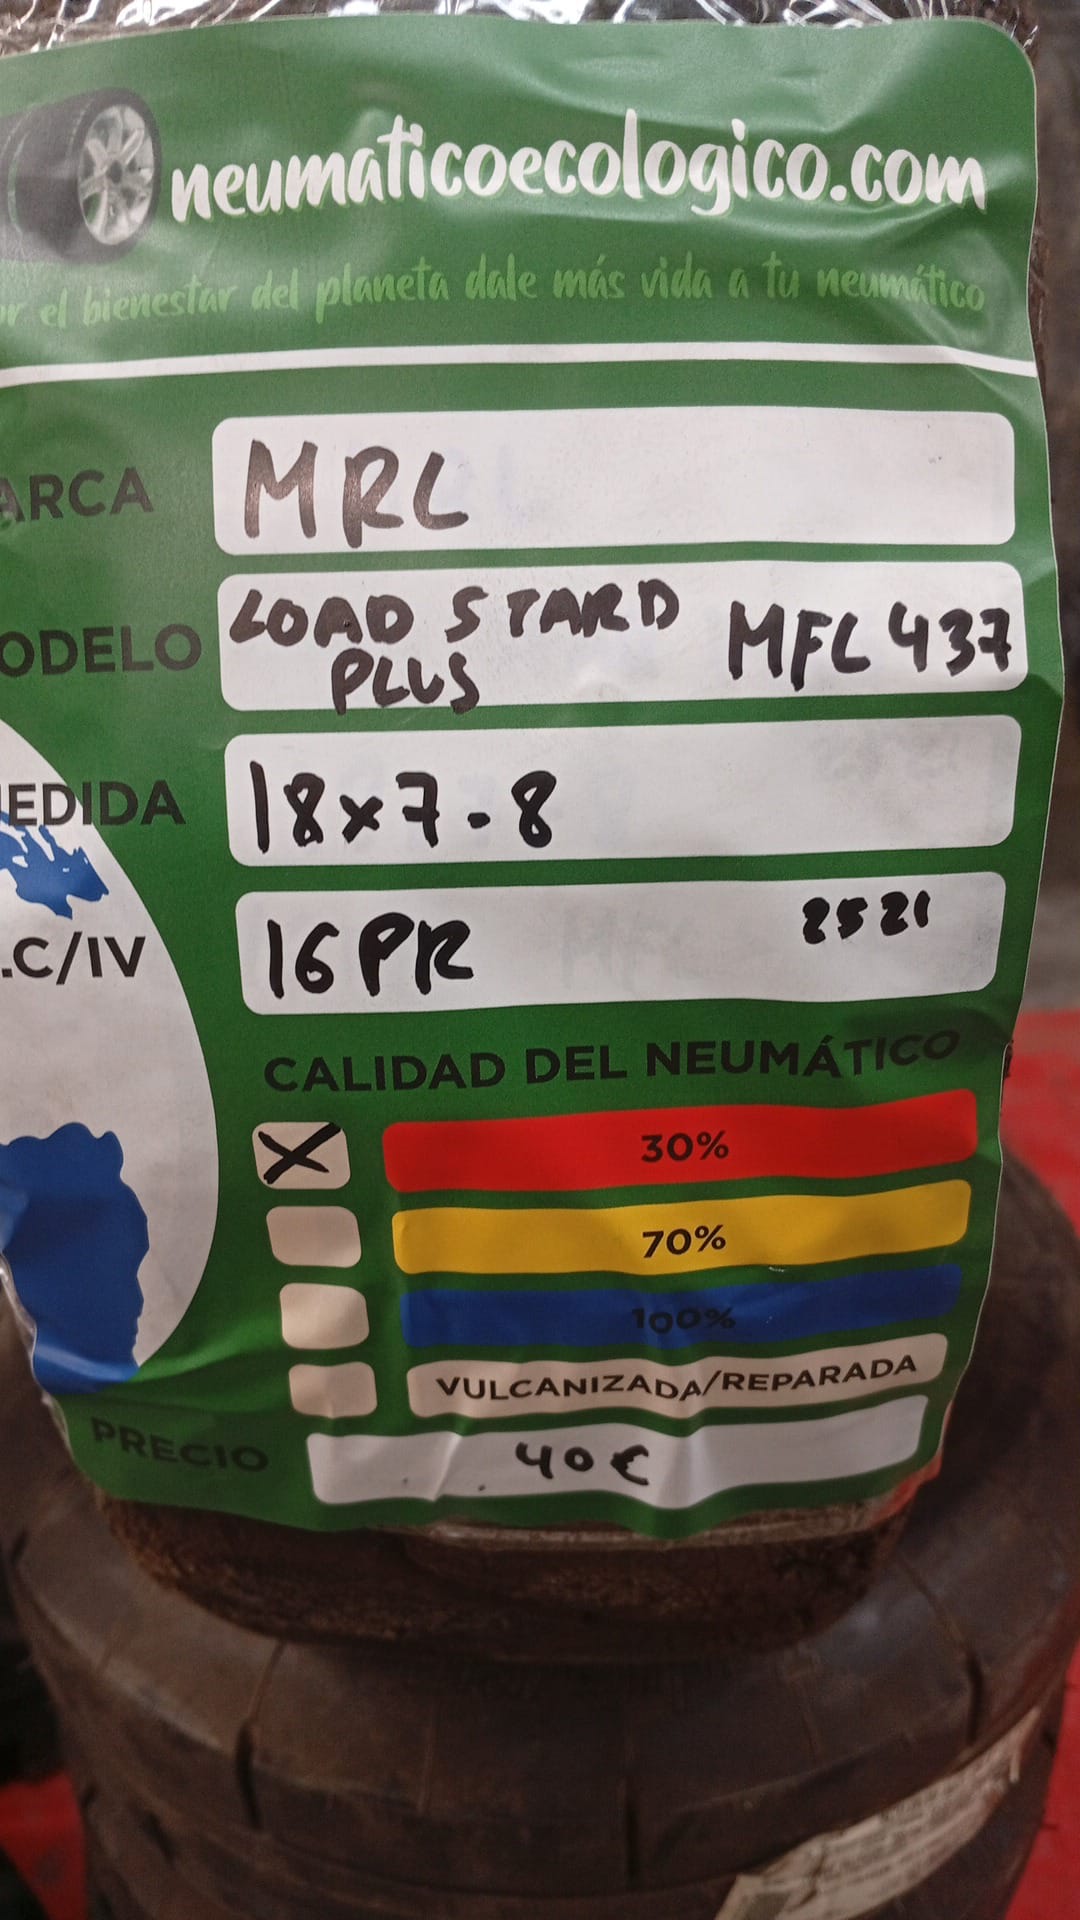 neumaticoecologico.com
r el bienestar del planeta dale más vida a tu neumático
ARCA MRL
ODELO LOAD STARD PLUS MFL 437
EDIDA 18x7-8
.C/IV 16PR 2521
CALIDAD DEL NEUMÁTICO
X 30%
70%
100%
VULCANIZADA/REPARADA
PRECIO 40€